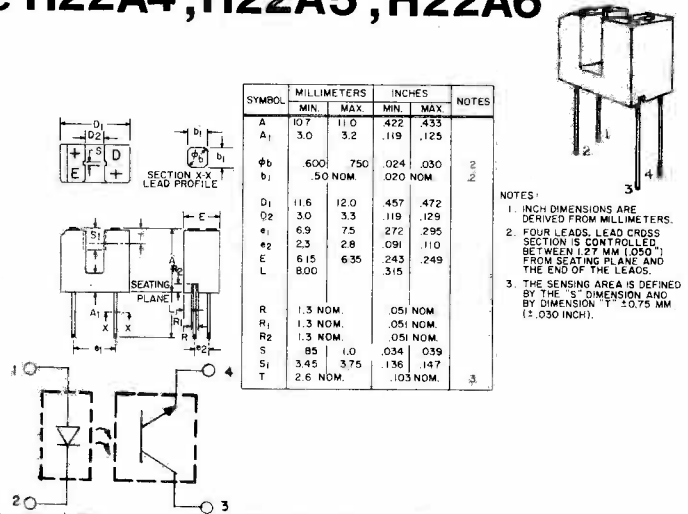 H22A4, H22A5, H22A6
SYMBOL MILLIMETERS INCHES NOTES
MIN. MAX. MIN. MAX.
A 10.7 11.0 .422 .433
A1 3.0 3.2 .119 .125
ϕb .600 .750 .024 .030 2
b1 .50 NOM. .020 NOM. 2
D1 11.6 12.0 .457 .472
D2 3.0 3.3 .119 .129
e1 6.9 7.5 .272 .295
e2 2.3 2.8 .091 .110
E 6.15 6.35 .243 .249
L 8.00 .315
R 1.3 NOM. .051 NOM
R1 1.3 NOM. .051 NOM.
R2 1.3 NOM. .051 NOM.
S .85 1.0 .034 .039
S1 3.45 3.75 .136 .147
T 2.6 NOM. .103 NOM. 3
D1
D2
S
+ D
E +
b1
ϕb b1
SECTION X-X
LEAD PROFILE
S1 T E
A
R2
SEATING
PLANE
A1 L
X X R1
R
e1 e2
1 4
2 3
2 1
3 4
NOTES:
1. INCH DIMENSIONS ARE
DERIVED FROM MILLIMETERS.
2. FOUR LEADS. LEAD CROSS
SECTION IS CONTROLLED
BETWEEN 1.27 MM (.050")
FROM SEATING PLANE AND
THE END OF THE LEADS.
3. THE SENSING AREA IS DEFINED
BY THE "S" DIMENSION AND
BY DIMENSION "T" ±0.75 MM
(±.030 INCH).